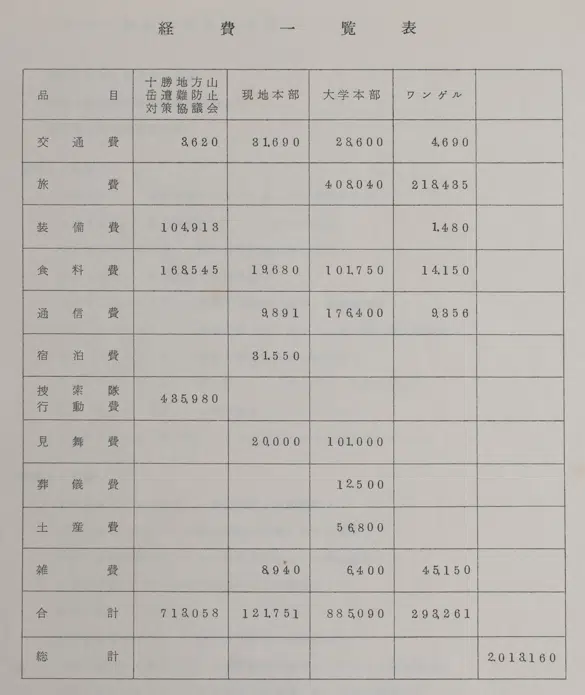 経費一覧表
品目 十勝地方山岳遭難防止対策協議会 現地本部 大学本部 ワンゲル
交通費 3,620 31,690 23,600 4,690
旅費 408,040 218,435
装備費 104,913 1,480
食料費 168,545 19,680 101,750 14,150
通信費 9,891 176,400 9,356
宿泊費 31,550
捜索隊行動費 435,980
見舞費 20,000 101,000
葬儀費 12,500
土産費 56,800
雑費 8,940 6,400 45,150
合計 713,058 121,751 885,090 293,261
総計 2,013,160